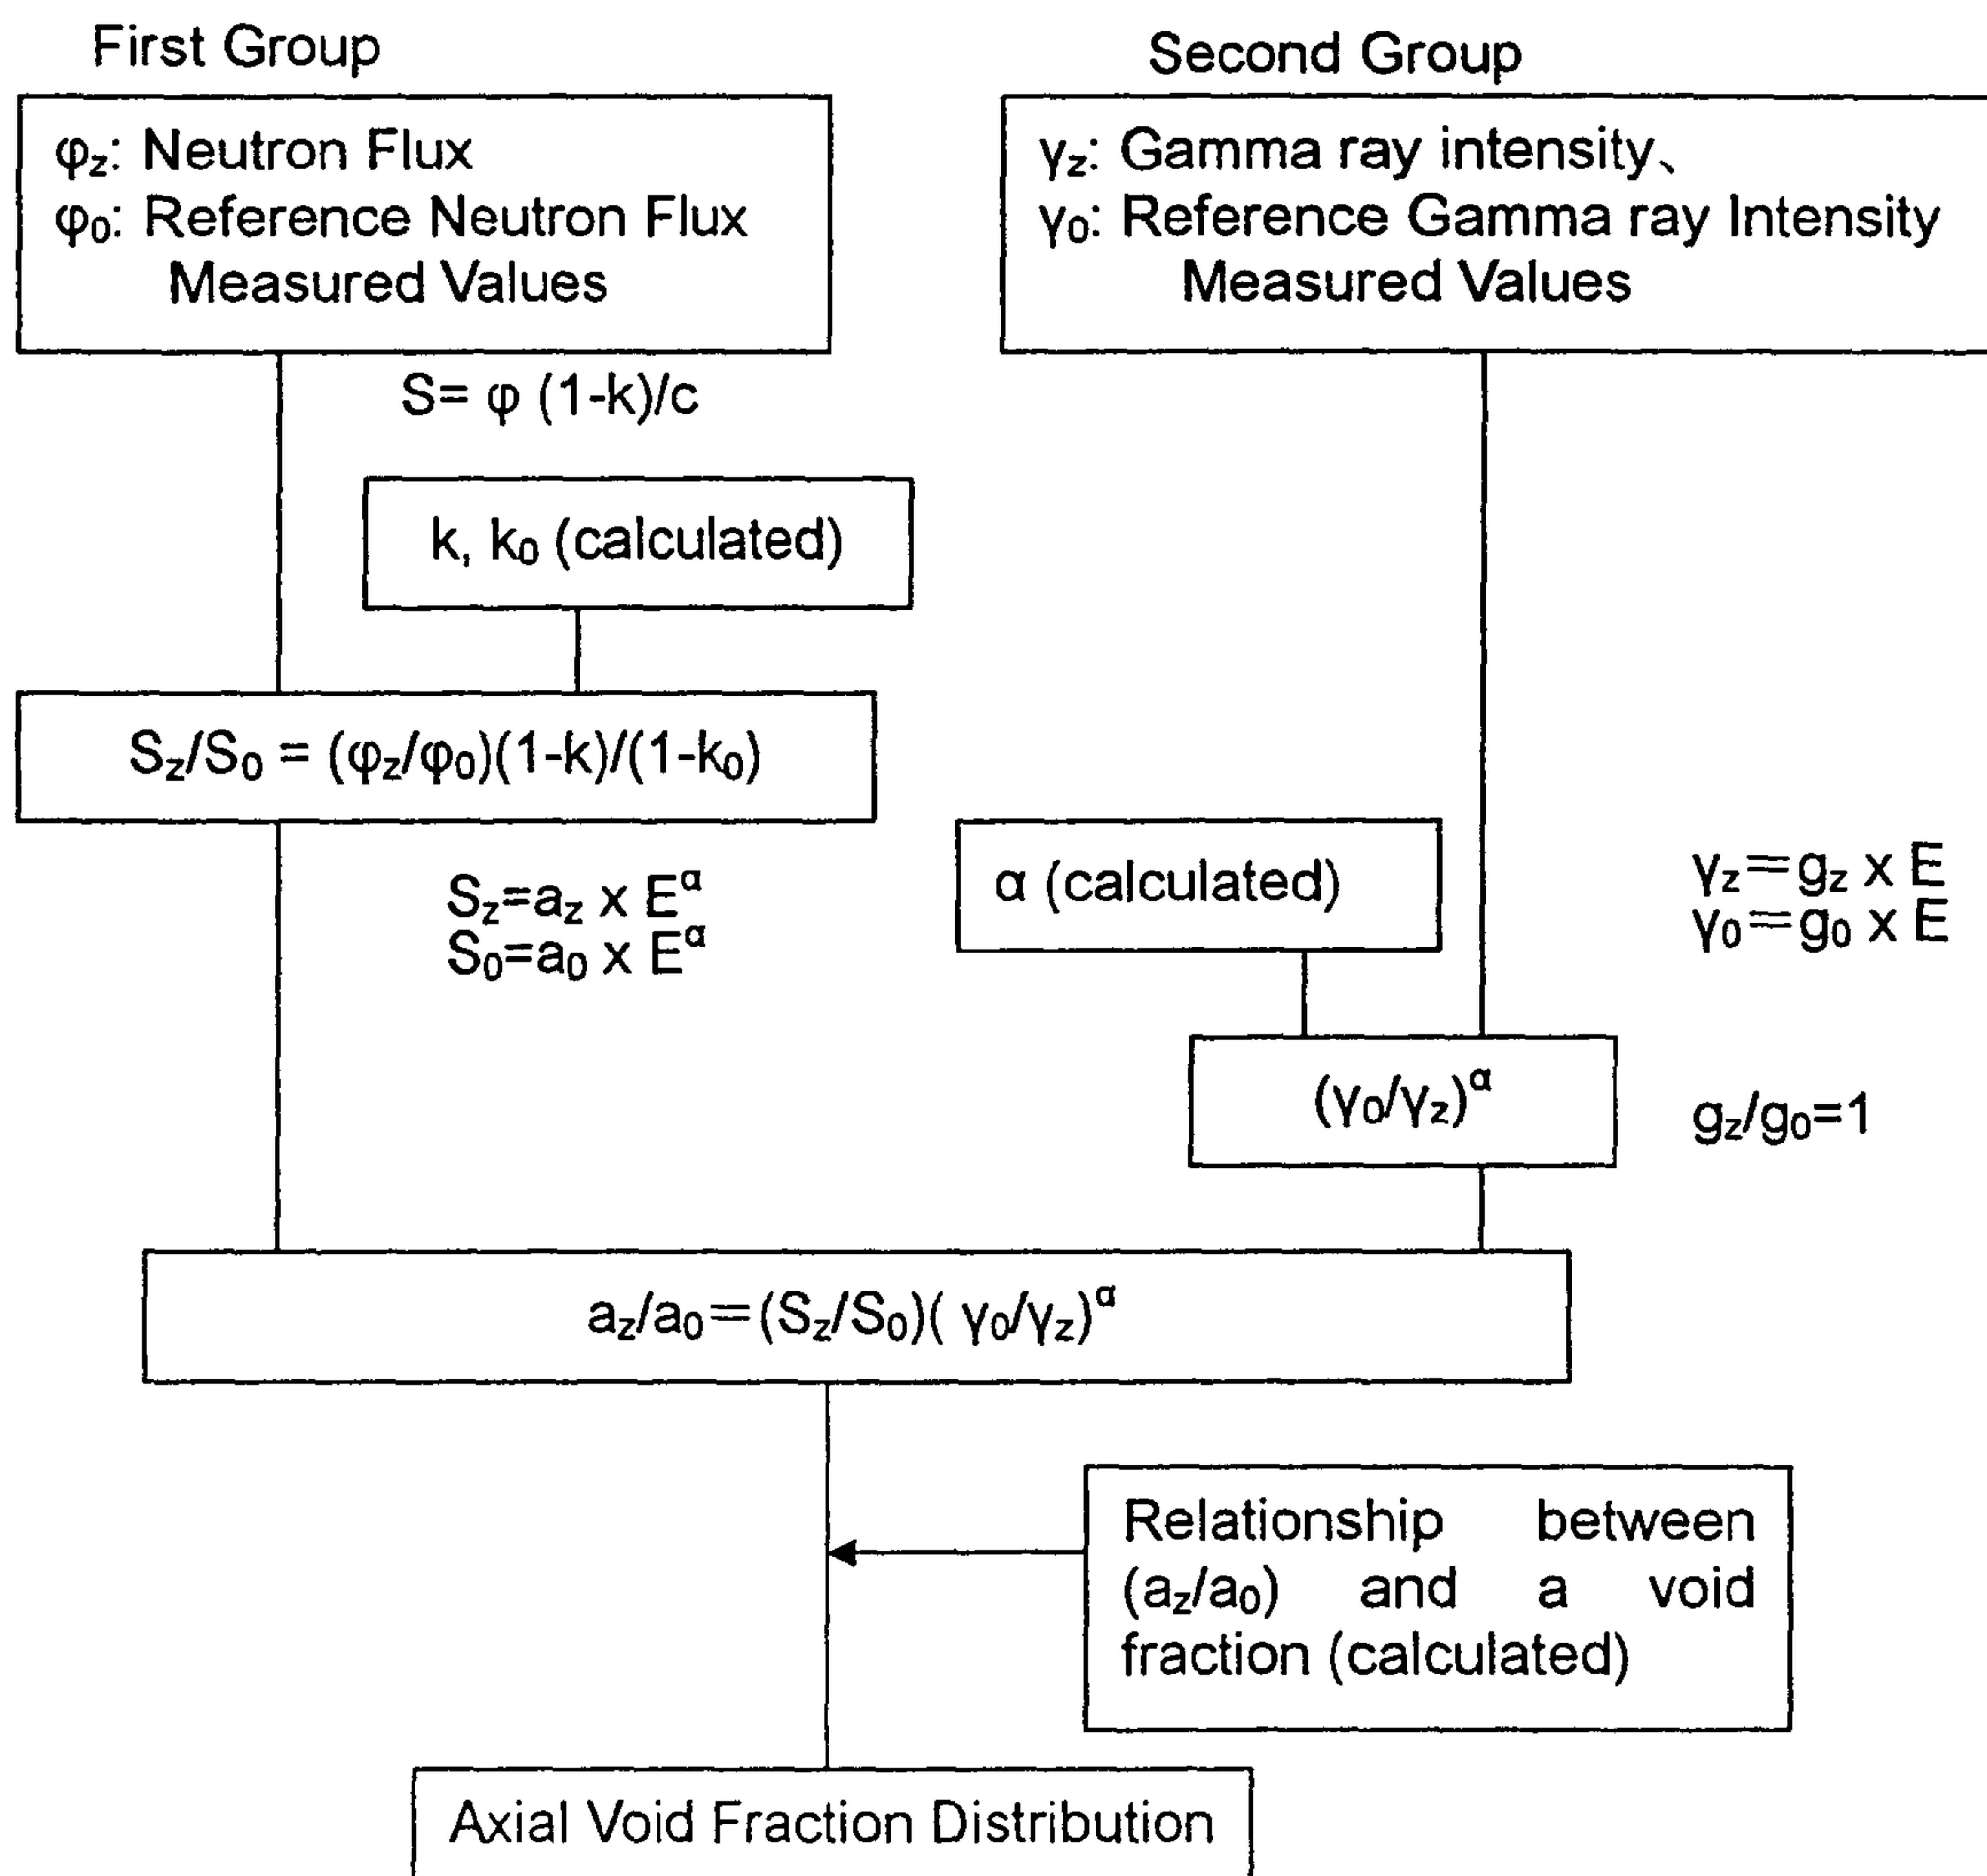 First Group
φz: Neutron Flux
φ0: Reference Neutron Flux
Measured Values
Second Group
γz: Gamma ray intensity、
γ0: Reference Gamma ray Intensity
Measured Values
S= φ (1-k)/c
k, k0 (calculated)
Sz/S0 = (φz/φ0)(1-k)/(1-k0)
Sz=az x E^α
S0=a0 x E^α
α (calculated)
γz=gz x E
γ0=g0 x E
(γ0/γz)^α
gz/g0=1
az/a0=(Sz/S0)( γ0/γz)^α
Relationship between
(az/a0) and a void
fraction (calculated)
Axial Void Fraction Distribution